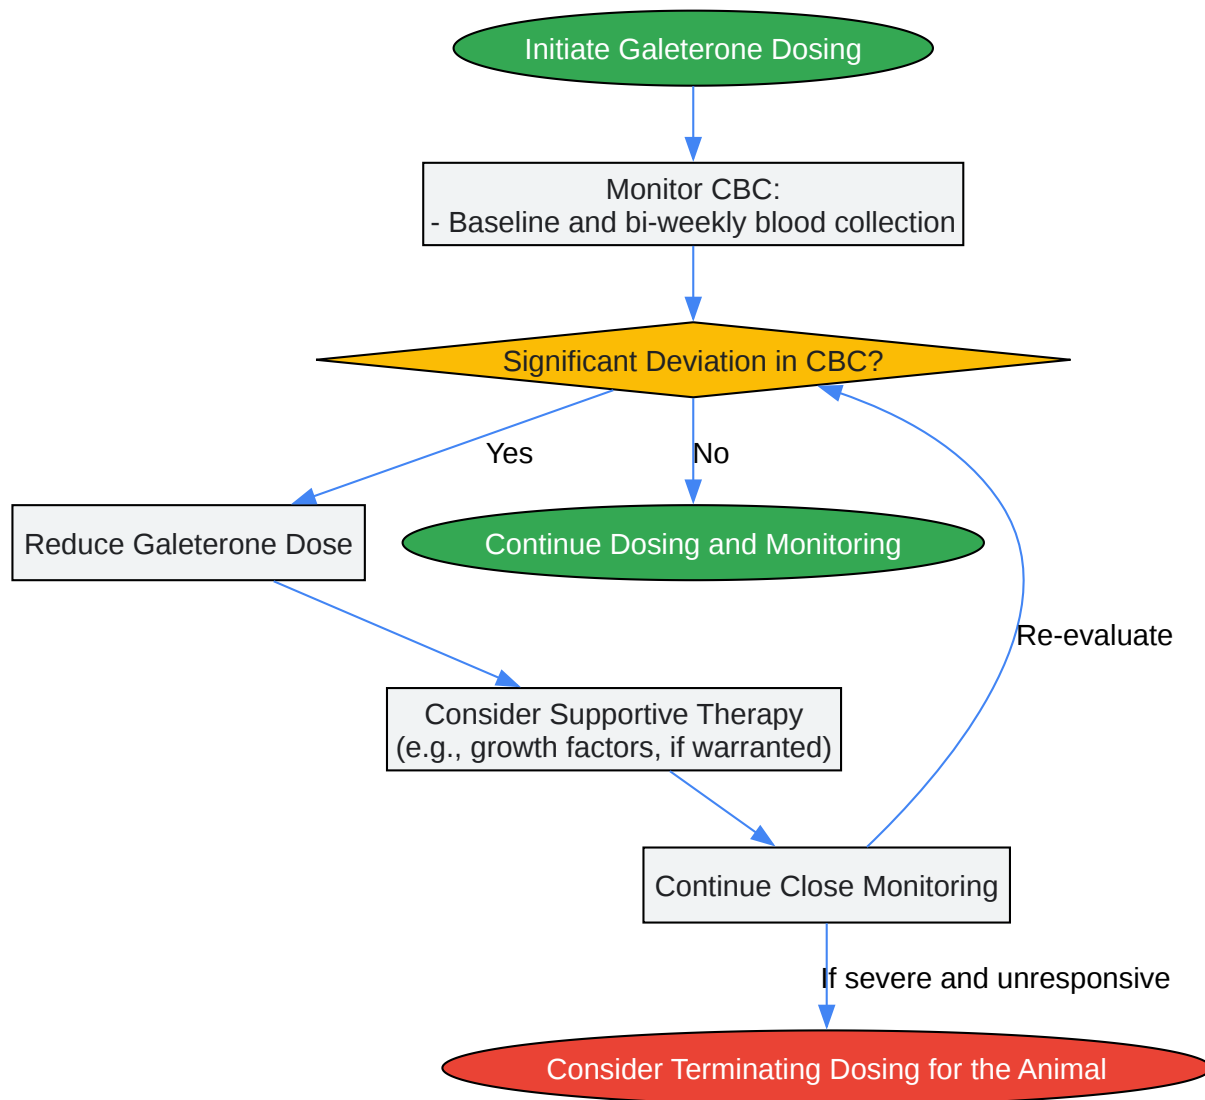 Initiate Galeterone Dosing
Monitor CBC:
- Baseline and bi-weekly blood collection
Significant Deviation in CBC?
Yes
No
Reduce Galeterone Dose
Continue Dosing and Monitoring
Re-evaluate
Consider Supportive Therapy
(e.g., growth factors, if warranted)
Continue Close Monitoring
If severe and unresponsive
Consider Terminating Dosing for the Animal